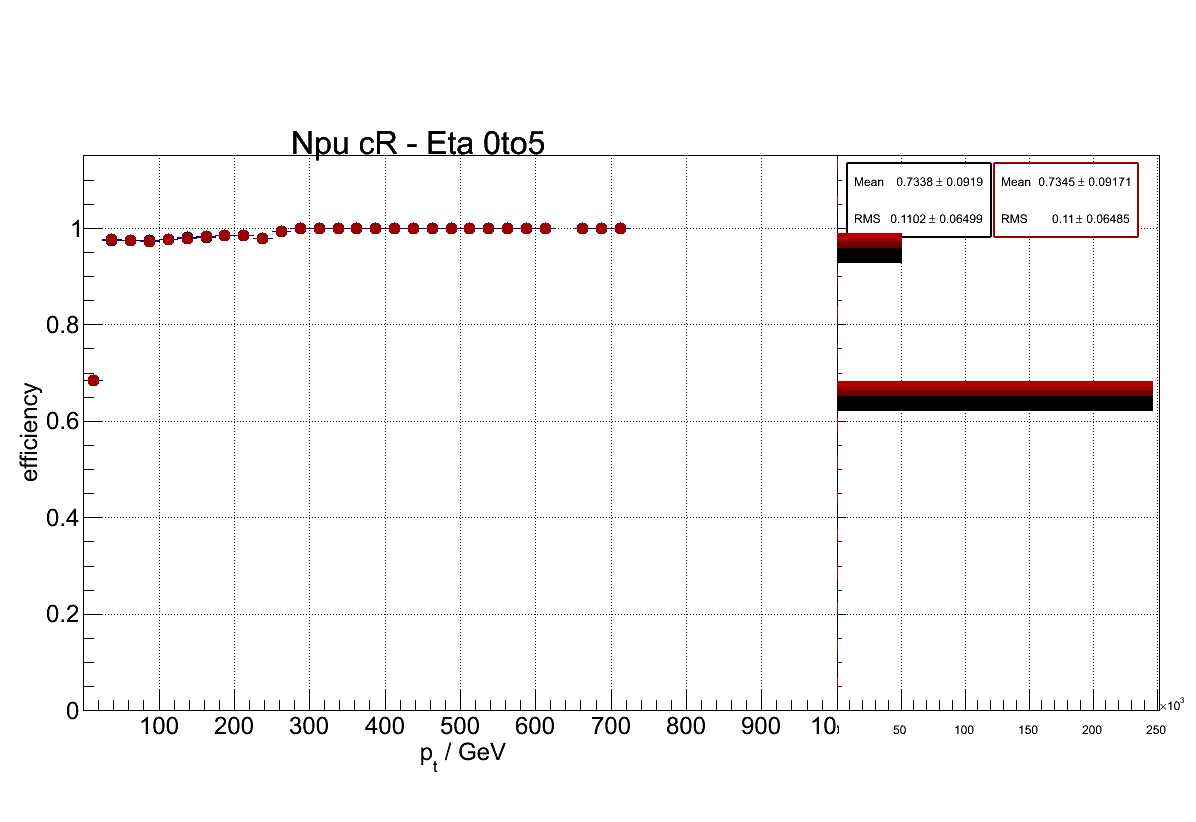 Npu cR - Eta 0to5
Mean 0.7338 ± 0.0919
RMS 0.1102 ± 0.06499
Mean 0.7345 ± 0.09171
RMS 0.11 ± 0.06485
1
0.8
0.6
0.4
0.2
0
efficiency
100 200 300 400 500 600 700 800 900 10
p_t / GeV
50 100 150 200 250
×10³